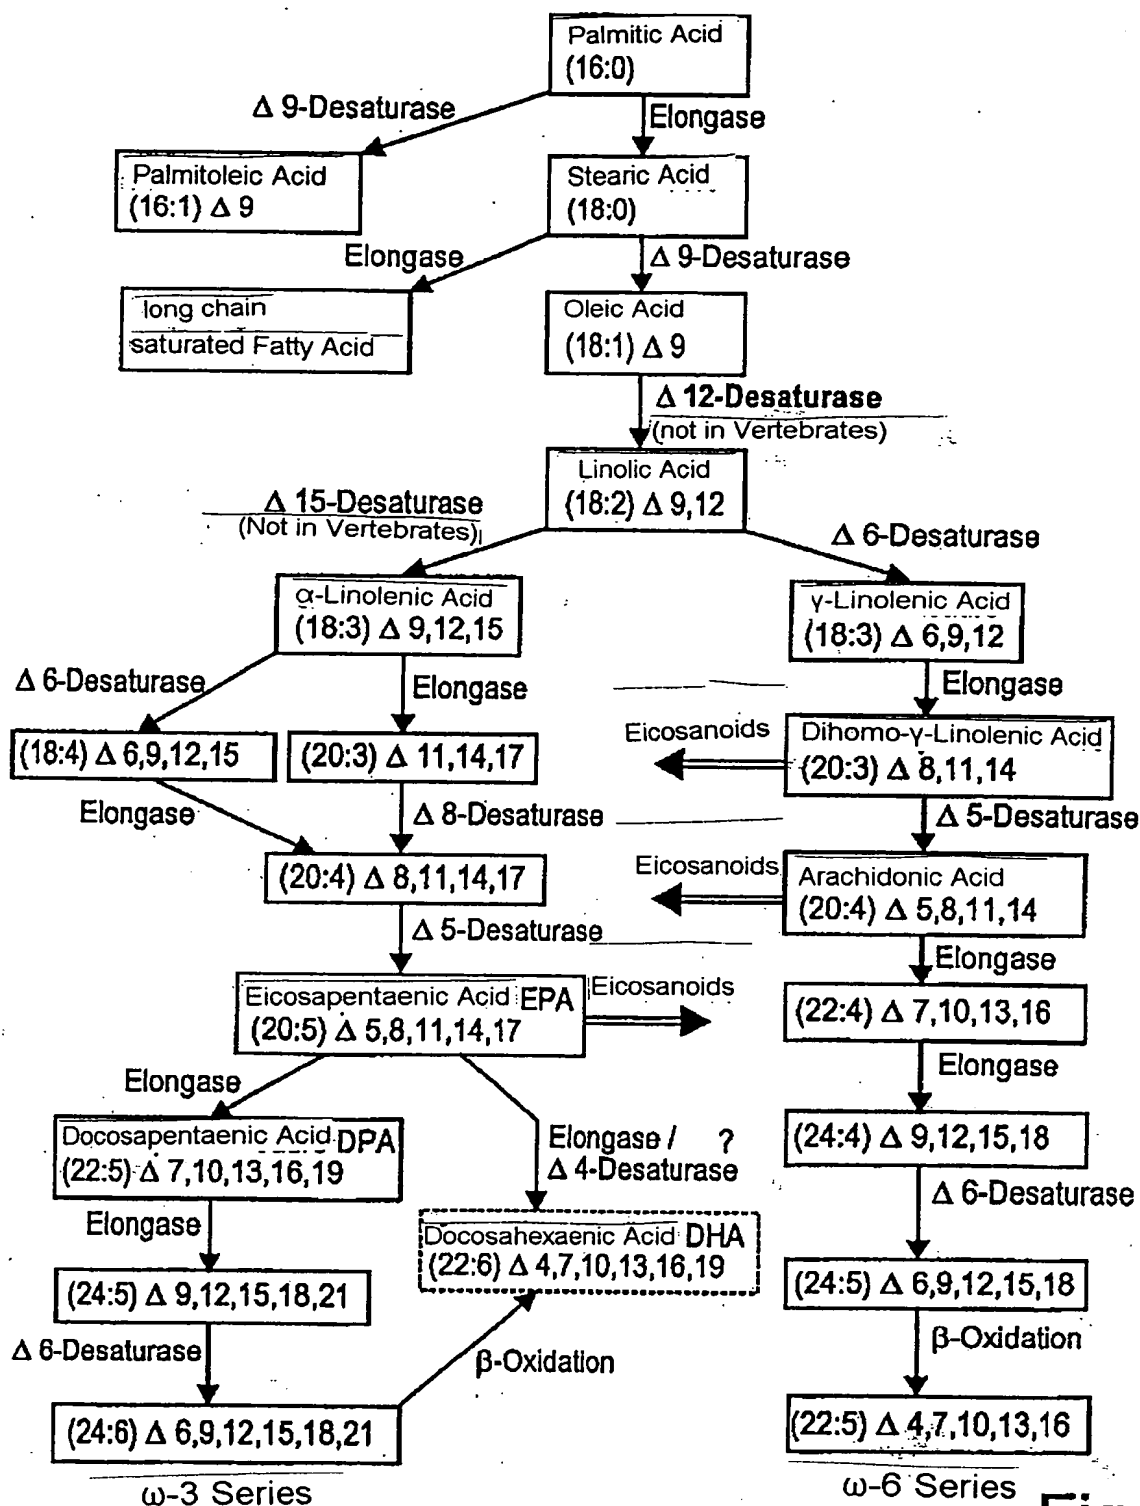 Palmitic Acid
(16:0)
Δ 9-Desaturase
Elongase
Palmitoleic Acid
(16:1) Δ 9
Stearic Acid
(18:0)
Elongase
Δ 9-Desaturase
long chain
saturated Fatty Acid
Oleic Acid
(18:1) Δ 9
Δ 12-Desaturase
(not in Vertebrates)
Linolic Acid
(18:2) Δ 9,12
Δ 15-Desaturase
(Not in Vertebrates)
Δ 6-Desaturase
α-Linolenic Acid
(18:3) Δ 9,12,15
γ-Linolenic Acid
(18:3) Δ 6,9,12
Δ 6-Desaturase
Elongase
Elongase
(18:4) Δ 6,9,12,15
(20:3) Δ 11,14,17
Eicosanoids
Dihomo-γ-Linolenic Acid
(20:3) Δ 8,11,14
Elongase
Δ 8-Desaturase
Δ 5-Desaturase
(20:4) Δ 8,11,14,17
Eicosanoids
Arachidonic Acid
(20:4) Δ 5,8,11,14
Δ 5-Desaturase
Elongase
Eicosapentaenic Acid EPA
(20:5) Δ 5,8,11,14,17
Eicosanoids
(22:4) Δ 7,10,13,16
Elongase
Elongase
Docosapentaenic Acid DPA
(22:5) Δ 7,10,13,16,19
Elongase / ?
Δ 4-Desaturase
(24:4) Δ 9,12,15,18
Elongase
Δ 6-Desaturase
Docosahexaenic Acid DHA
(22:6) Δ 4,7,10,13,16,19
(24:5) Δ 9,12,15,18,21
(24:5) Δ 6,9,12,15,18
Δ 6-Desaturase
β-Oxidation
β-Oxidation
(24:6) Δ 6,9,12,15,18,21
(22:5) Δ 4,7,10,13,16
ω-3 Series
ω-6 Series